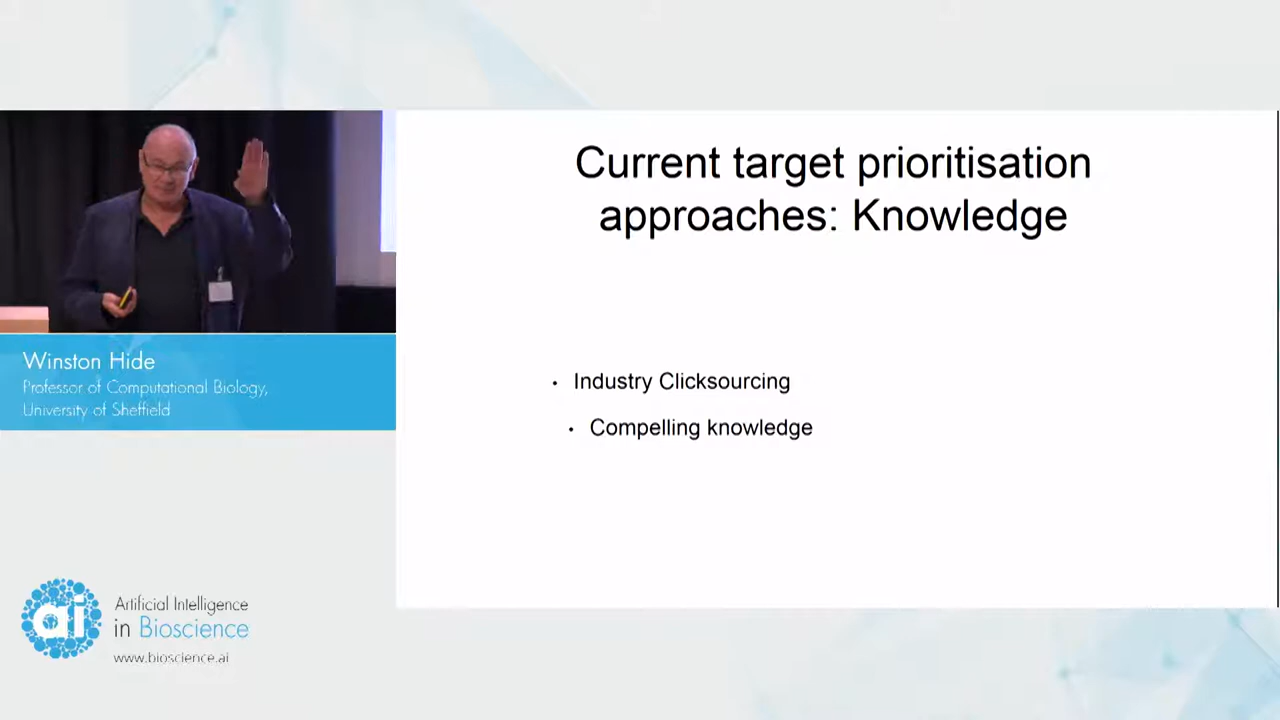 Current target prioritisation
approaches: Knowledge
• Industry Clicksourcing
• Compelling knowledge
Winston Hide
Professor of Computational Biology,
University of Sheffield
ai
Artificial Intelligence
in Bioscience
www.bioscience.ai